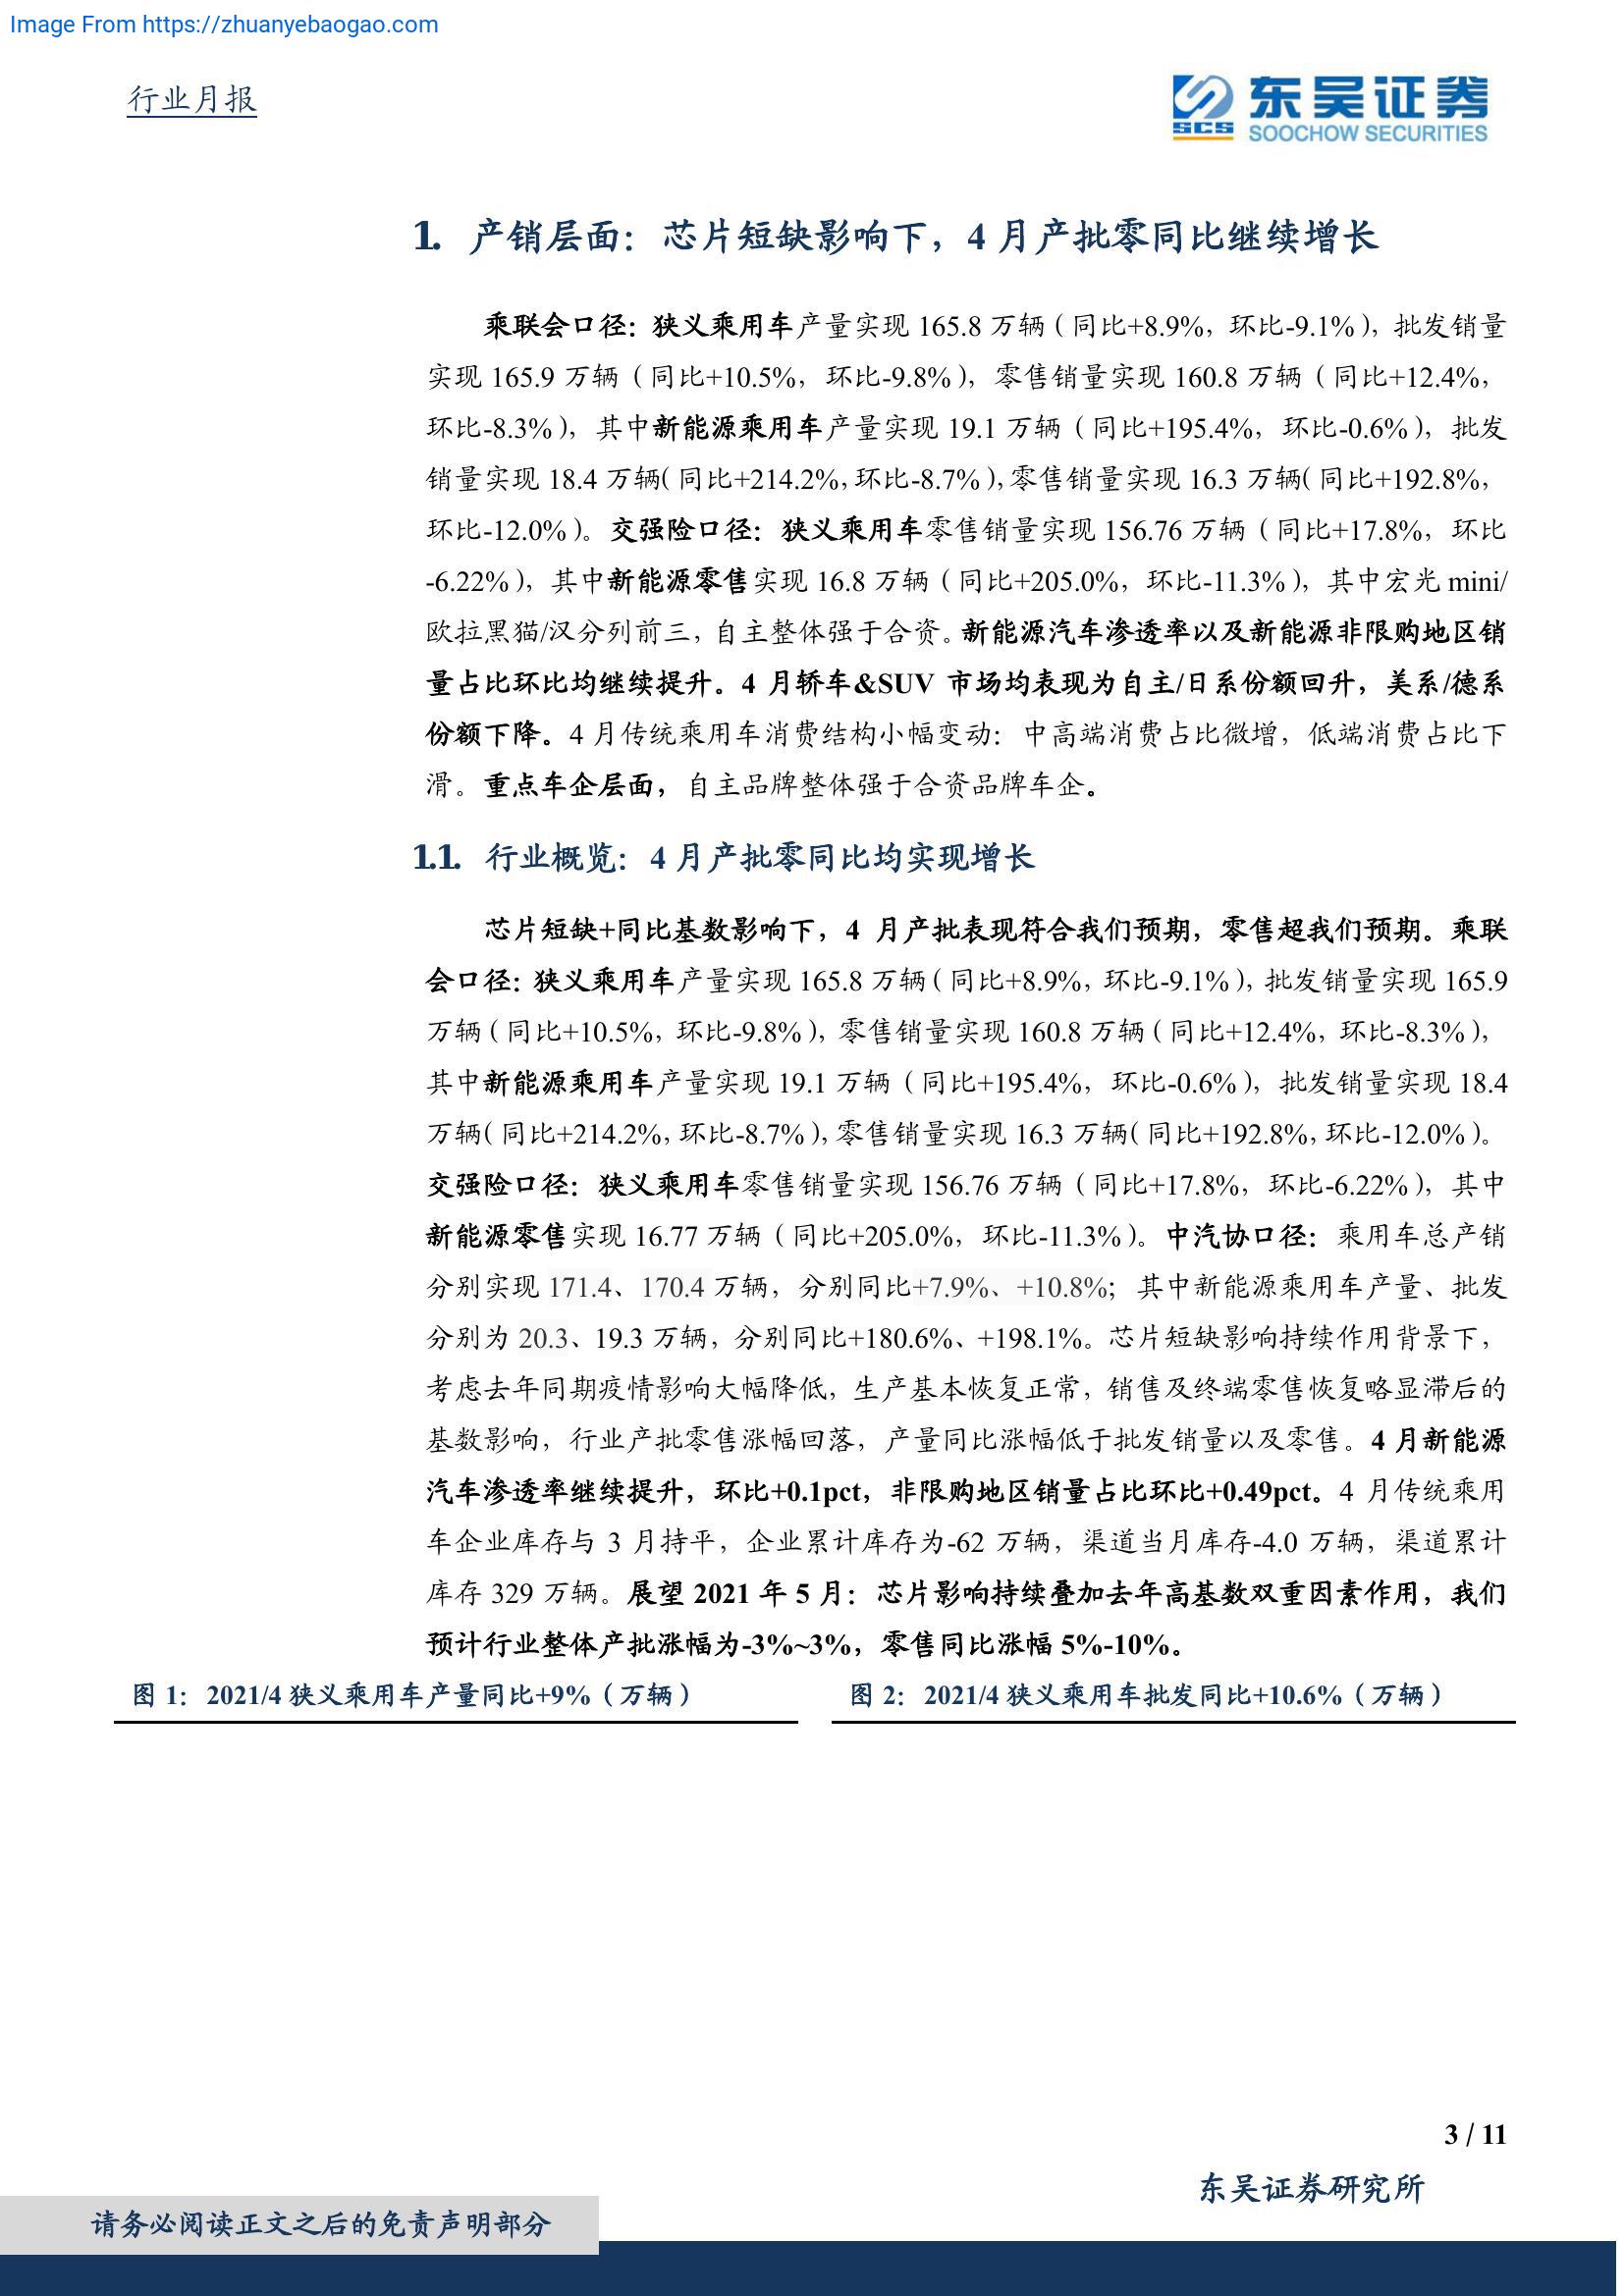 Image From https://zhuanyebaogao.com
行业月报
东吴证券
SCS
SOOCHOW SECURITIES
1. 产销层面：芯片短缺影响下，4 月产批零同比继续增长
乘联会口径：狭义乘用车产量实现 165.8 万辆（同比+8.9%，环比-9.1%），批发销量
实现 165.9 万辆（同比+10.5%，环比-9.8%），零售销量实现 160.8 万辆（同比+12.4%，
环比-8.3%），其中新能源乘用车产量实现 19.1 万辆（同比+195.4%，环比-0.6%），批发
销量实现 18.4 万辆（同比+214.2%，环比-8.7%），零售销量实现 16.3 万辆（同比+192.8%，
环比-12.0%）。交强险口径：狭义乘用车零售销量实现 156.76 万辆（同比+17.8%，环比
-6.22%），其中新能源零售实现 16.8 万辆（同比+205.0%，环比-11.3%），其中宏光 mini/
欧拉黑猫/汉分列前三，自主整体强于合资。新能源汽车渗透率以及新能源非限购地区销
量占比环比均继续提升。4 月轿车&SUV 市场均表现为自主/日系份额回升，美系/德系
份额下降。4 月传统乘用车消费结构小幅变动：中高端消费占比微增，低端消费占比下
滑。重点车企层面，自主品牌整体强于合资品牌车企。
1.1. 行业概览：4 月产批零同比均实现增长
芯片短缺+同比基数影响下，4 月产批表现符合我们预期，零售超我们预期。乘联
会口径：狭义乘用车产量实现 165.8 万辆（同比+8.9%，环比-9.1%），批发销量实现 165.9
万辆（同比+10.5%，环比-9.8%），零售销量实现 160.8 万辆（同比+12.4%，环比-8.3%），
其中新能源乘用车产量实现 19.1 万辆（同比+195.4%，环比-0.6%），批发销量实现 18.4
万辆（同比+214.2%，环比-8.7%），零售销量实现 16.3 万辆（同比+192.8%，环比-12.0%）。
交强险口径：狭义乘用车零售销量实现 156.76 万辆（同比+17.8%，环比-6.22%），其中
新能源零售实现 16.77 万辆（同比+205.0%，环比-11.3%）。中汽协口径：乘用车总产销
分别实现 171.4、170.4 万辆，分别同比+7.9%、+10.8%；其中新能源乘用车产量、批发
分别为 20.3、19.3 万辆，分别同比+180.6%、+198.1%。芯片短缺影响持续作用背景下，
考虑去年同期疫情影响大幅降低，生产基本恢复正常，销售及终端零售恢复略显滞后的
基数影响，行业产批零售涨幅回落，产量同比涨幅低于批发销量以及零售。4 月新能源
汽车渗透率继续提升，环比+0.1pct，非限购地区销量占比环比+0.49pct。4 月传统乘用
车企业库存与 3 月持平，企业累计库存为-62 万辆，渠道当月库存-4.0 万辆，渠道累计
库存 329 万辆。展望 2021 年 5 月：芯片影响持续叠加去年高基数双重因素作用，我们
预计行业整体产批涨幅为-3%~3%，零售同比涨幅 5%-10%。
图 1：2021/4 狭义乘用车产量同比+9%（万辆）
图 2：2021/4 狭义乘用车批发同比+10.6%（万辆）
3 / 11
东吴证券研究所
请务必阅读正文之后的免责声明部分